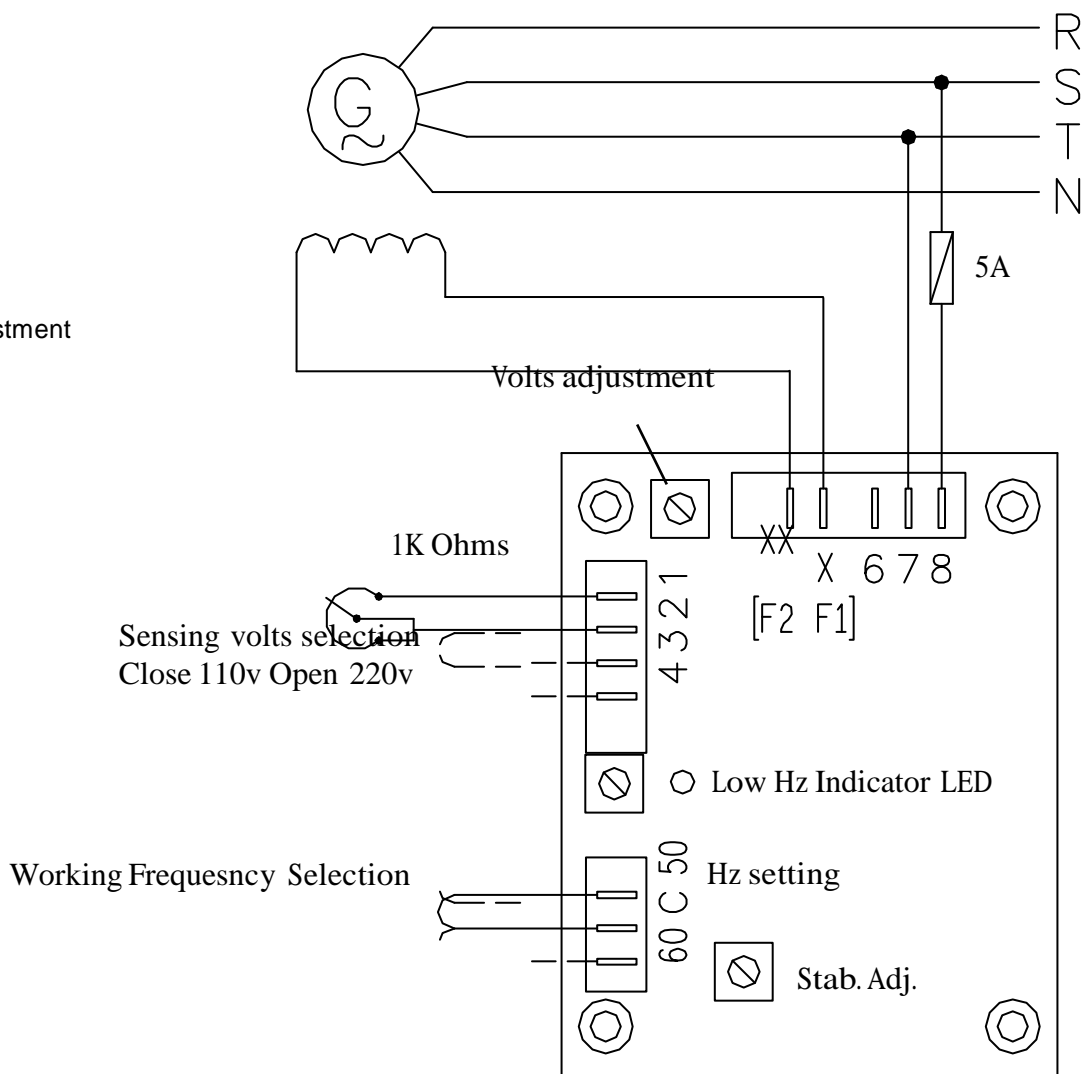 R
S
G
~
T
N
5A
stment
Volts adjustment
1K Ohms
XX
X 6 7 8
[F2 F1]
4 3 2 1
Sensing volts selection
Close 110v Open 220v
Low Hz Indicator LED
Working Frequesncy Selection
60 C 50
Hz setting
Stab. Adj.